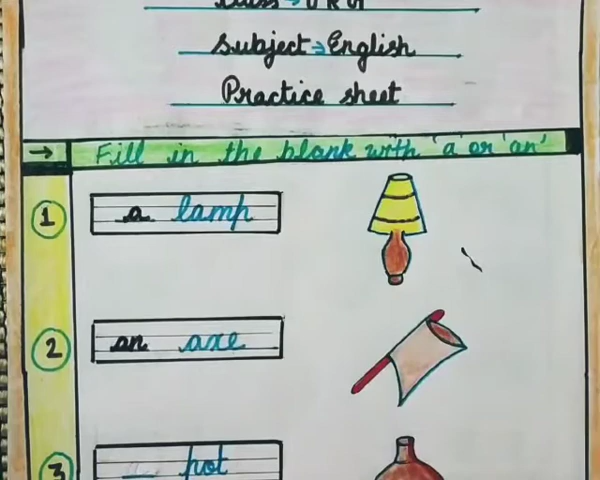 Subject → English
Practice sheet
→ Fill in the blank with 'a' or 'an'
1 a lamp
2 an axe
3 pot